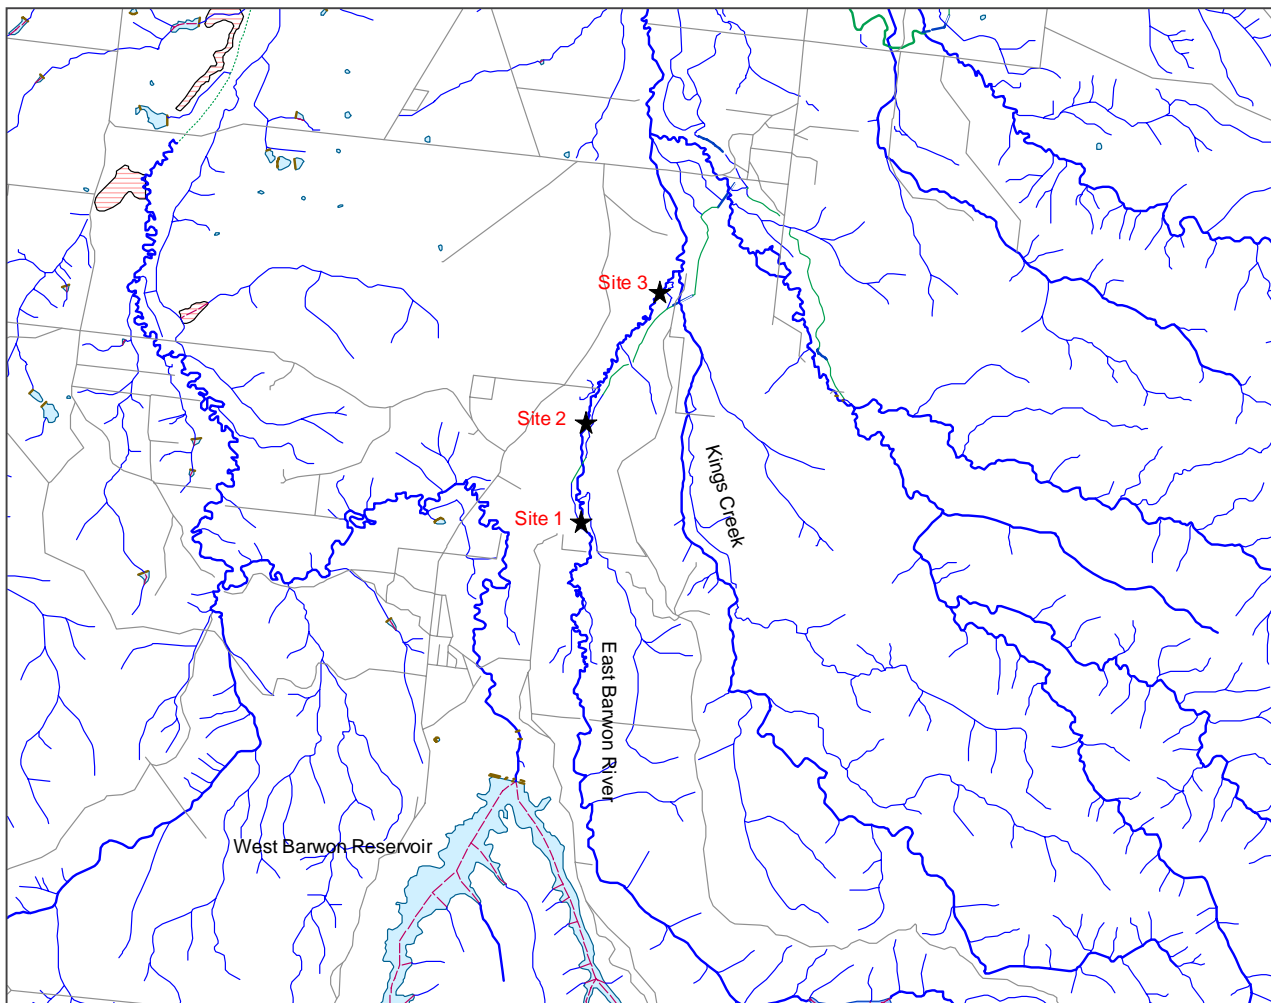 Site 3
Site 2
Kings Creek
Site 1
East Barwon River
West Barwon Reservoir